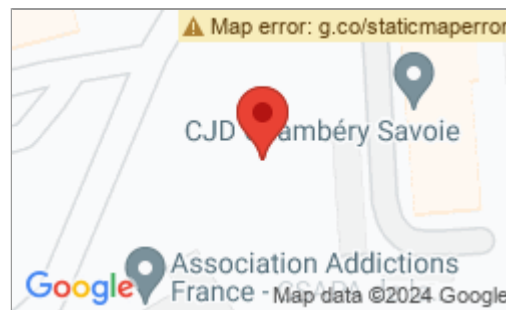 Map error: g.co/staticmaperror
CJD Chambéry Savoie
Association Addictions
France -
Google
Map data ©2024 Google